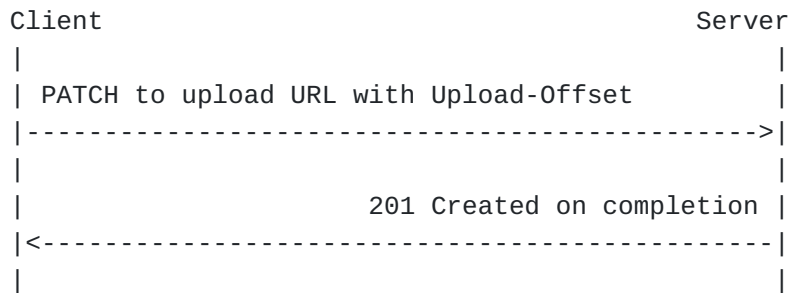 Client                                      Server
|                                                |
| PATCH to upload URL with Upload-Offset         |
|----------------------------------------------->|
|                                                |
|                      201 Created on completion |
|<-----------------------------------------------|
|                                                |